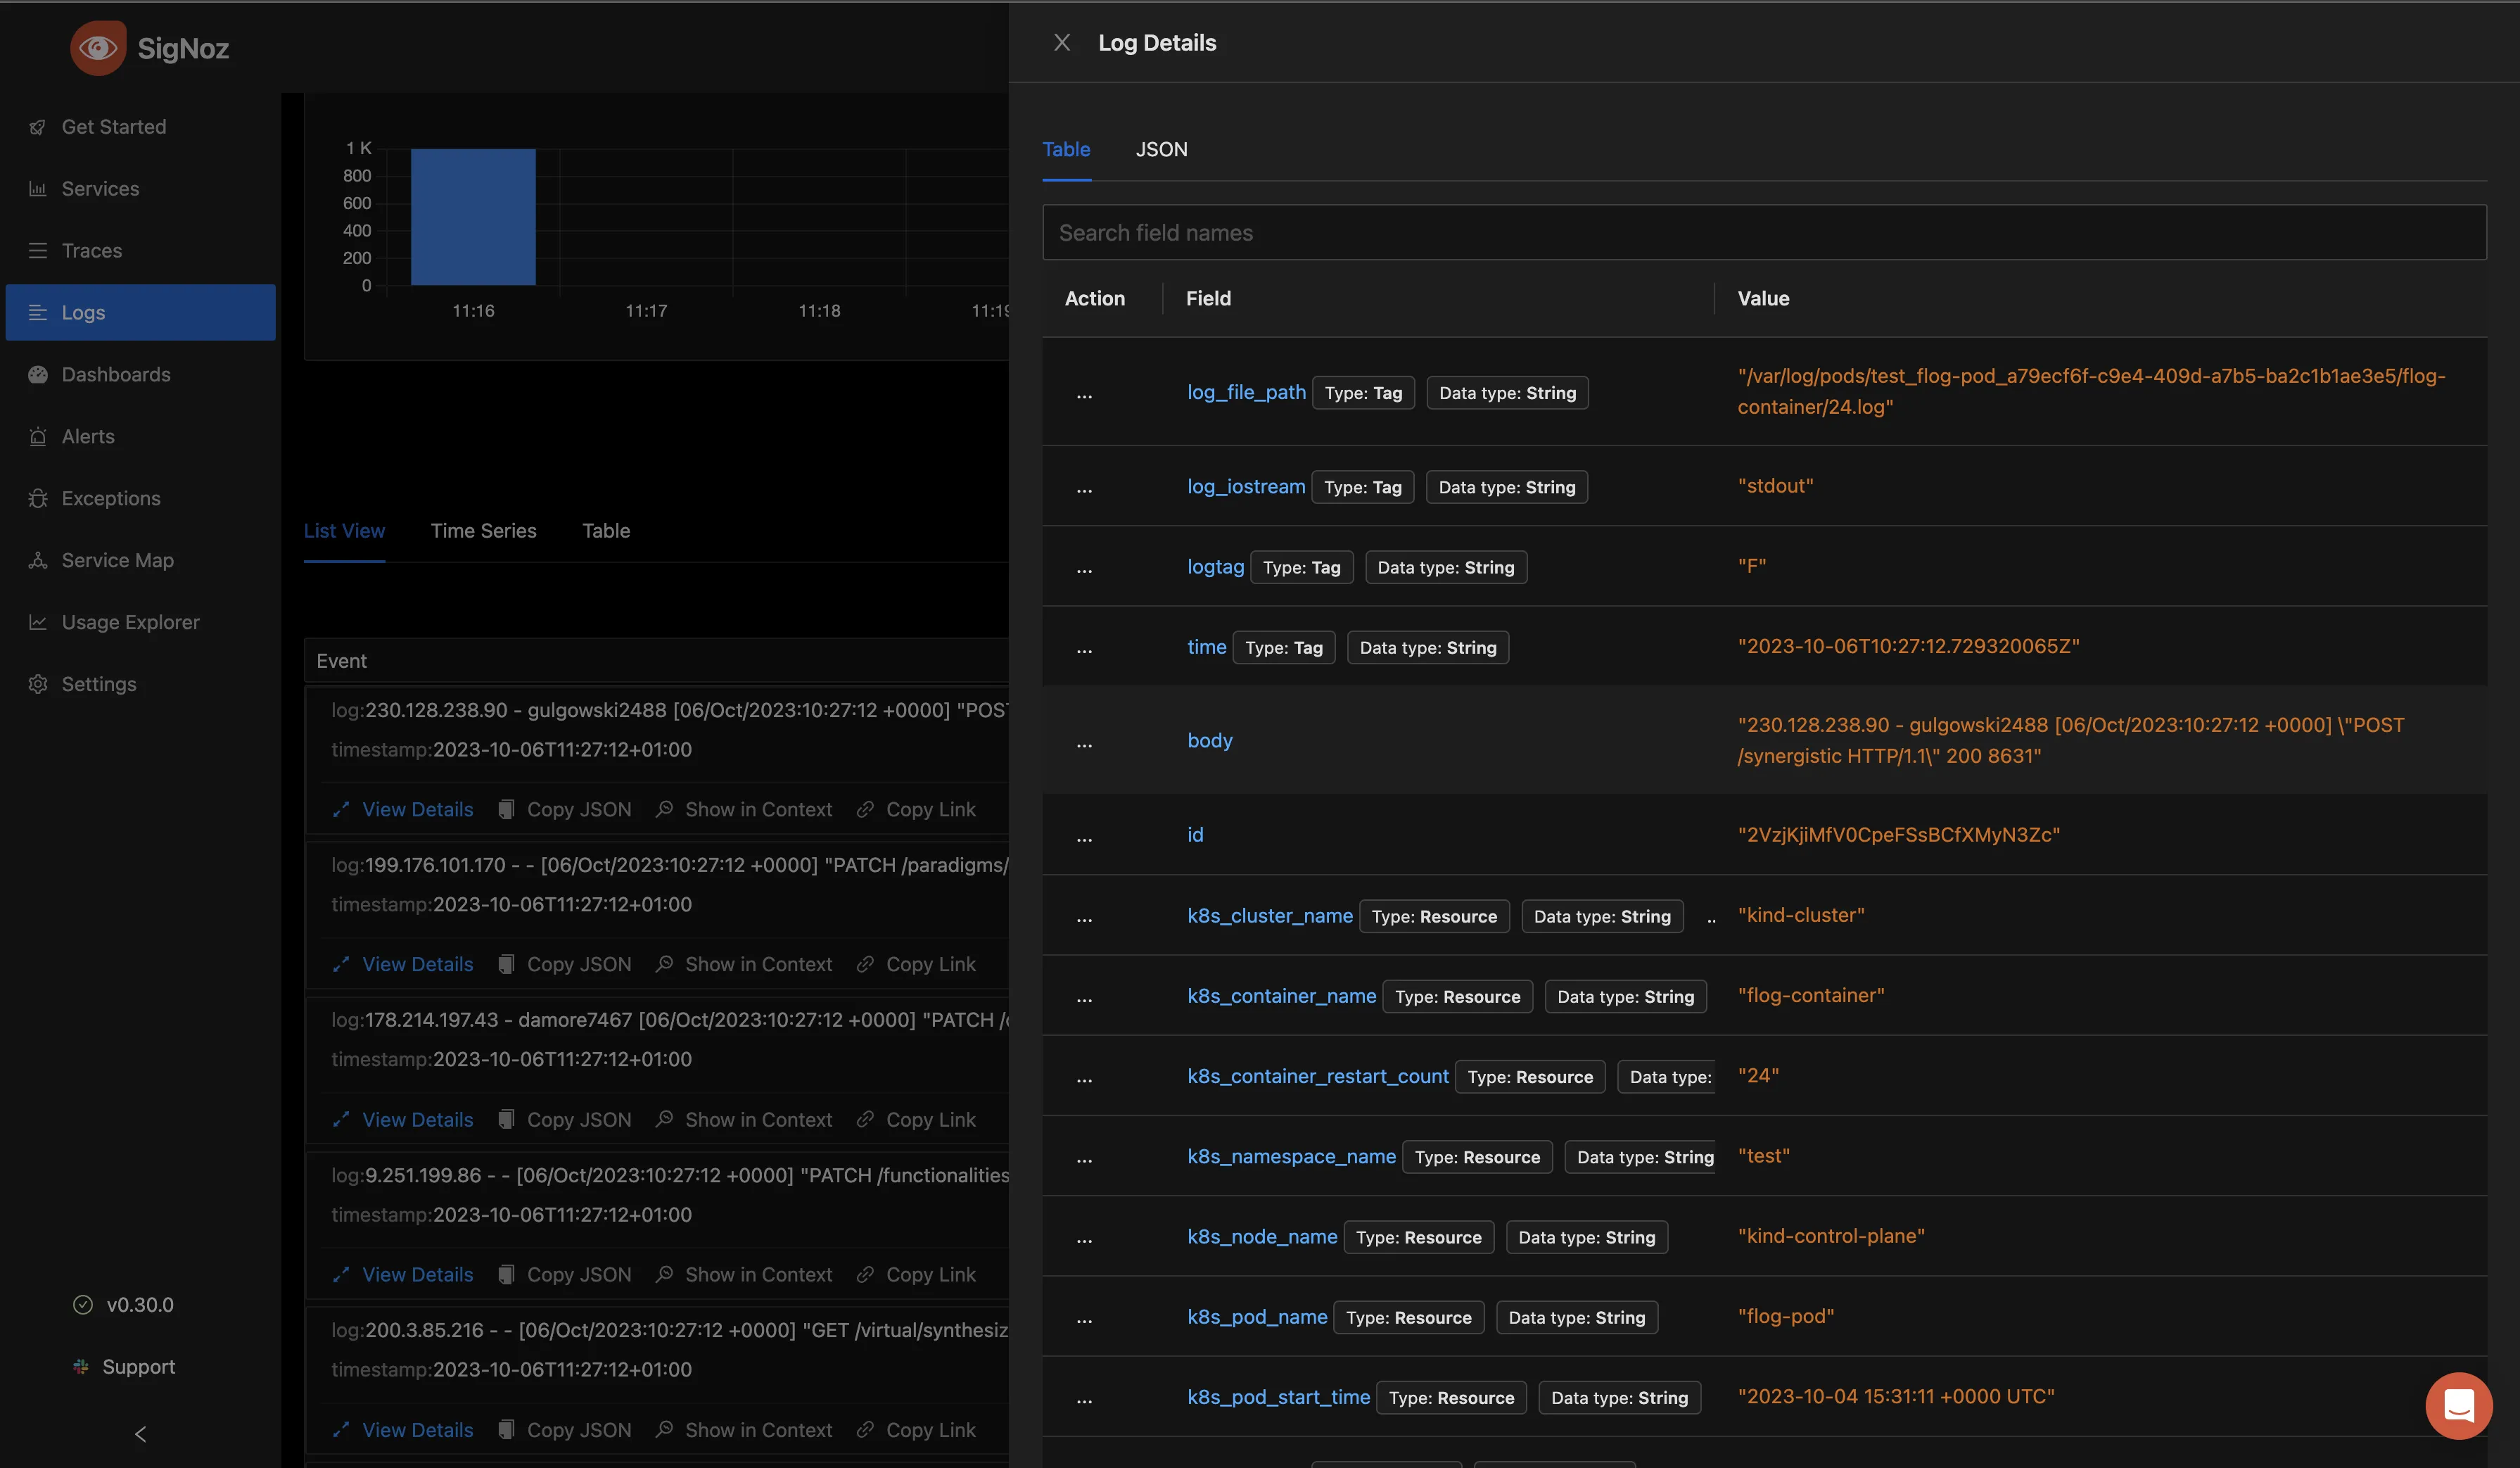 SigNoz
Get Started
Services
Traces
Logs
Dashboards
Alerts
Exceptions
Service Map
Usage Explorer
Settings
v0.30.0
Support
1 K
800
600
400
200
0
11:16
11:17
11:18
11:19
List View
Time Series
Table
Event
log:230.128.238.90 - gulgowski2488 [06/Oct/2023:10:27:12 +0000] "POST
timestamp:2023-10-06T11:27:12+01:00
View Details Copy JSON Show in Context Copy Link
log:199.176.101.170 - - [06/Oct/2023:10:27:12 +0000] "PATCH /paradigms/
timestamp:2023-10-06T11:27:12+01:00
View Details Copy JSON Show in Context Copy Link
log:178.214.197.43 - damore7467 [06/Oct/2023:10:27:12 +0000] "PATCH /
timestamp:2023-10-06T11:27:12+01:00
View Details Copy JSON Show in Context Copy Link
log:9.251.199.86 - - [06/Oct/2023:10:27:12 +0000] "PATCH /functionalities
timestamp:2023-10-06T11:27:12+01:00
View Details Copy JSON Show in Context Copy Link
log:200.3.85.216 - - [06/Oct/2023:10:27:12 +0000] "GET /virtual/synthesiz
timestamp:2023-10-06T11:27:12+01:00
View Details Copy JSON Show in Context Copy Link
Log Details
Table
JSON
Search field names
Action Field Value
... log_file_path Type: Tag Data type: String "/var/log/pods/test_flog-pod_a79ecf6f-c9e4-409d-a7b5-ba2c1b1ae3e5/flog-
container/24.log"
... log_iostream Type: Tag Data type: String "stdout"
... logtag Type: Tag Data type: String "F"
... time Type: Tag Data type: String "2023-10-06T10:27:12.729320065Z"
... body "230.128.238.90 - gulgowski2488 [06/Oct/2023:10:27:12 +0000] \"POST
/synergistic HTTP/1.1\" 200 8631"
... id "2VzjKjiMfV0CpeFSsBCfXMyN3Zc"
... k8s_cluster_name Type: Resource Data type: String .. "kind-cluster"
... k8s_container_name Type: Resource Data type: String "flog-container"
... k8s_container_restart_count Type: Resource Data type: "24"
... k8s_namespace_name Type: Resource Data type: String "test"
... k8s_node_name Type: Resource Data type: String "kind-control-plane"
... k8s_pod_name Type: Resource Data type: String "flog-pod"
... k8s_pod_start_time Type: Resource Data type: String "2023-10-04 15:31:11 +0000 UTC"